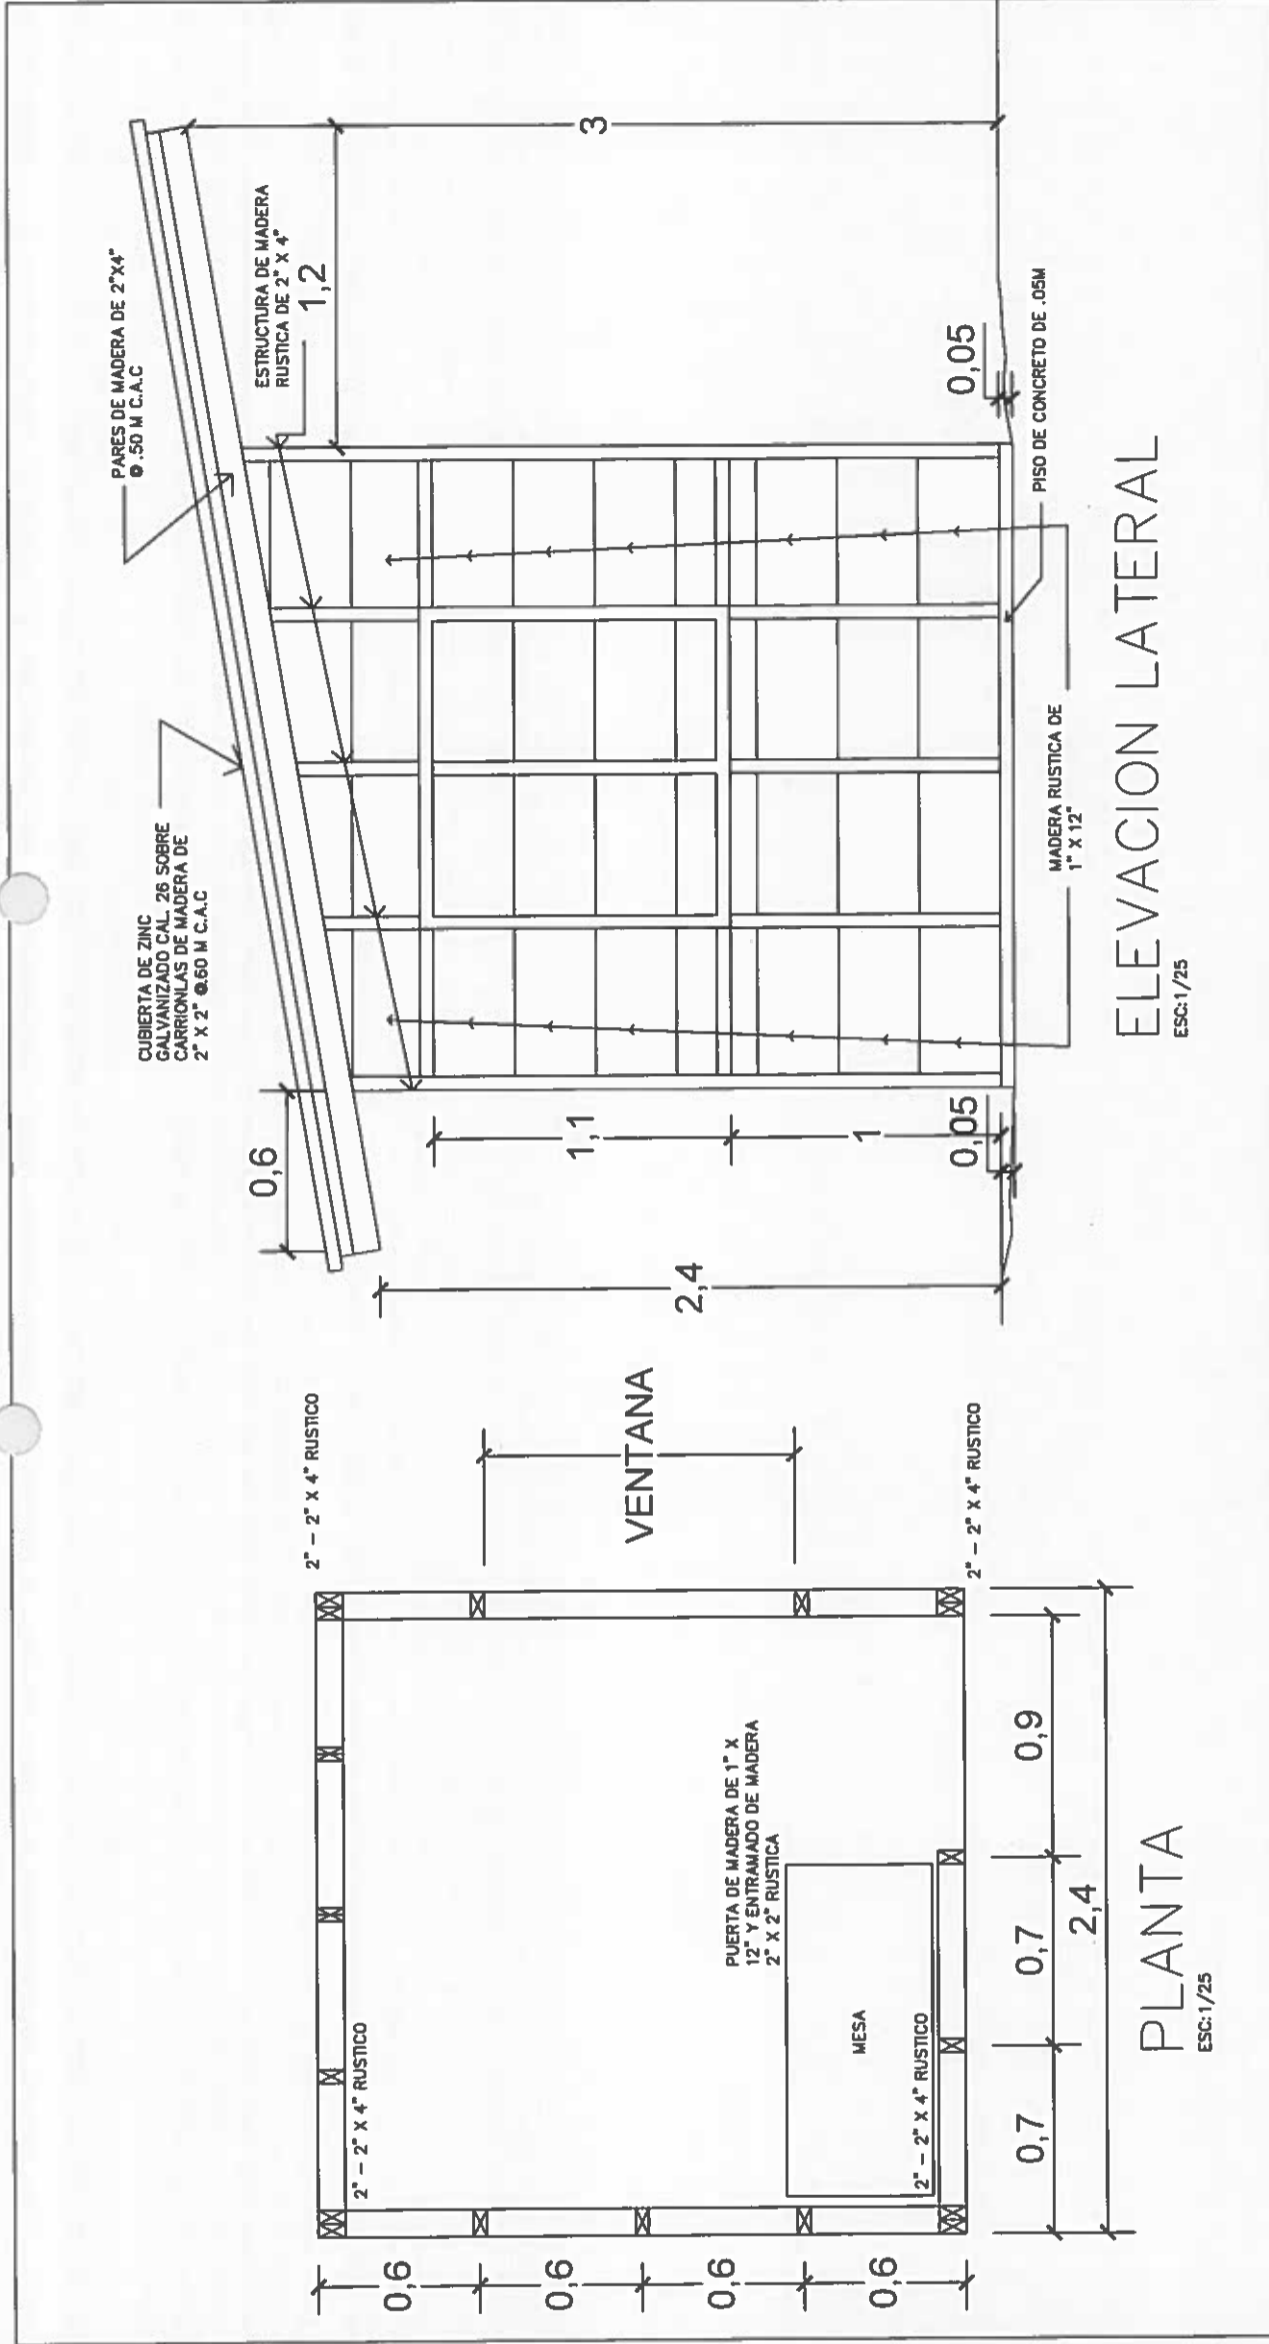 0,6
0,6
0,6
0,6
2" - 2" X 4" RUSTICO
2" - 2" X 4" RUSTICO
2" - 2" X 4" RUSTICO
2" - 2" X 4" RUSTICO
PUERTA DE MADERA DE 1" X
12" Y ENTRAMADO DE MADERA
2" X 2" RUSTICA
MESA
VENTANA
0,7
0,7
0,9
2,4
PLANTA
ESC:1/25
CUBIERTA DE ZINC
GALVANIZADO CAL. 26 SOBRE
CARRIONLAS DE MADERA DE
2" X 2" @.60 M C.A.C
PARES DE MADERA DE 2"X4"
@ .50 M C.A.C
ESTRUCTURA DE MADERA
RUSTICA DE 2" X 4"
0,6
1,2
2,4
1,1
1
0,05
3
0,05
PISO DE CONCRETO DE .05M
MADERA RUSTICA DE
1" X 12"
ELEVACION LATERAL
ESC:1/25